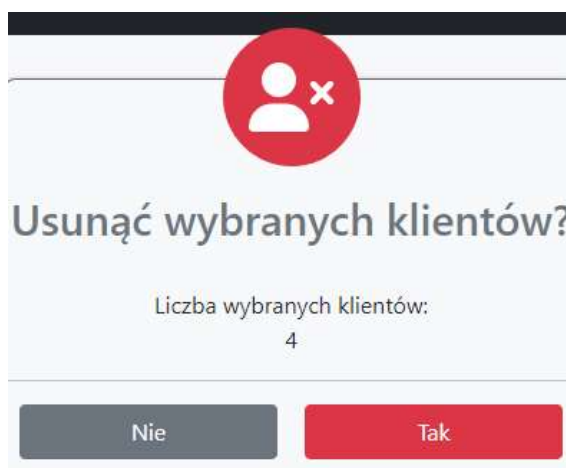 Usunąć wybranych klientów?
Liczba wybranych klientów:
4
Nie
Tak